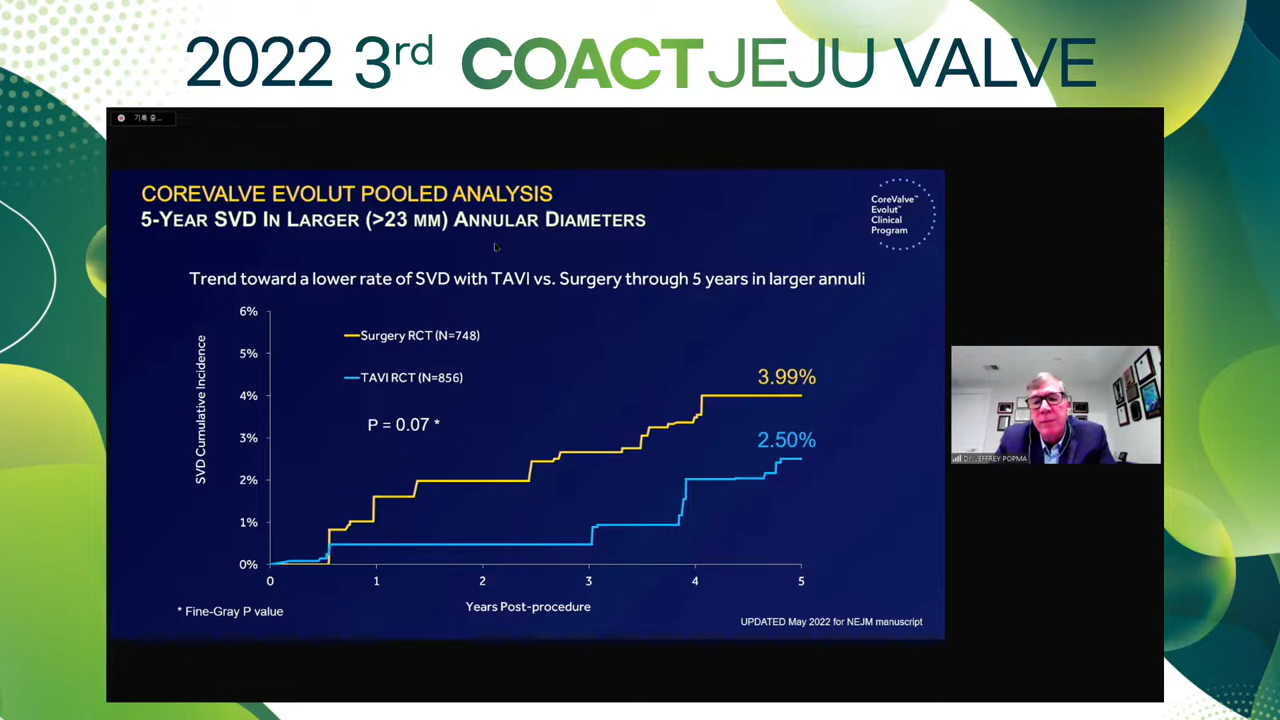 2022 3rd COACT JEJU VALVE
기록 중...
COREVALVE EVOLUT POOLED ANALYSIS
5-YEAR SVD IN LARGER (>23 MM) ANNULAR DIAMETERS
CoreValve™
Evolut™
Clinical
Program
Trend toward a lower rate of SVD with TAVI vs. Surgery through 5 years in larger annuli
6%
5%
4%
3%
2%
1%
0%
SVD Cumulative Incidence
Surgery RCT (N=748)
TAVI RCT (N=856)
P = 0.07 *
3.99%
2.50%
0 1 2 3 4 5
Years Post-procedure
* Fine-Gray P value
UPDATED May 2022 for NEJM manuscript
Dr. JEFFREY POPMA